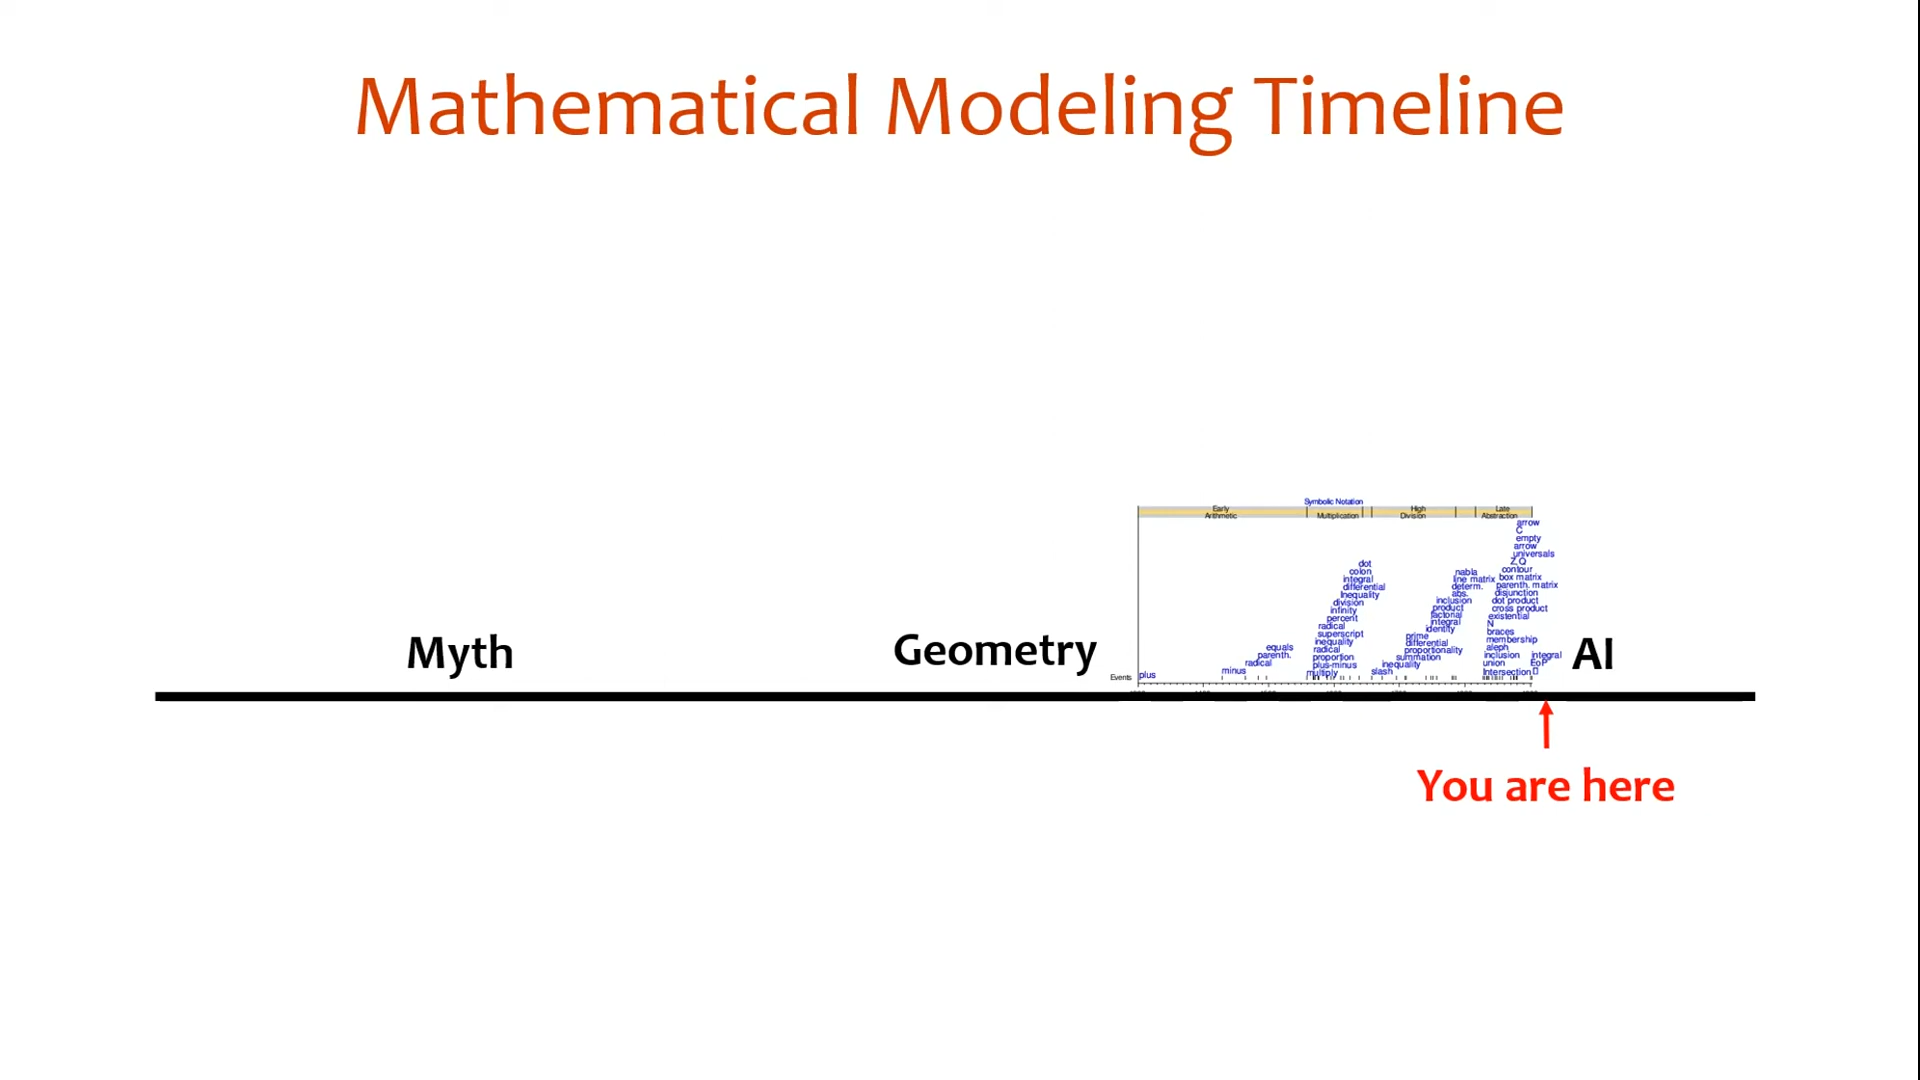 Mathematical Modeling Timeline
Symbolic Notation
Early Arithmetic
Multiplication
High Division
Late Abstraction
arrow
C
empty
arrow
universals
Z,Q
contour
box matrix
parenth. matrix
disjunction
dot product
cross product
existential
N
braces
membership
aleph
inclusion
union
Intersection
integral
EoP
nabla
line matrix
determ.
abs.
inclusion
product
factorial
integral
identity
prime
differential
proportionality
summation
inequality
slash
dot
colon
integral
differential
Inequality
division
infinity
percent
radical
superscript
inequality
radical
proportion
plus-minus
multiply
equals
parenth.
radical
minus
plus
Events
Myth
Geometry
AI
You are here